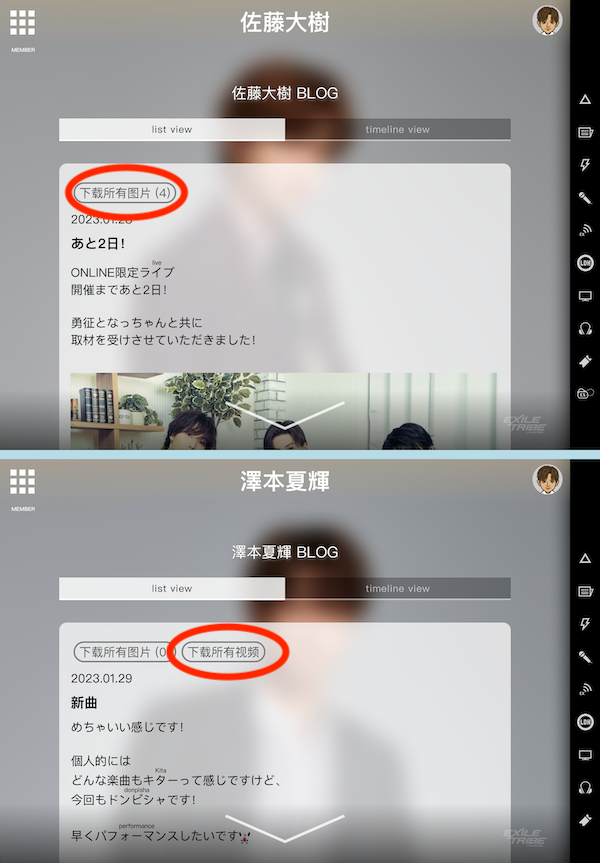 佐藤大樹
MEMBER
佐藤大樹 BLOG
list view
timeline view
下载所有图片 (4)
2023.01.28
あと2日!
live
ONLINE限定ライブ
開催まであと2日!
勇征となっちゃんと共に
取材を受けさせていただきました!
EXILE
TRIBE
LDH
澤本夏輝
MEMBER
澤本夏輝 BLOG
list view
timeline view
下载所有图片 (0
下载所有视频
2023.01.29
新曲
めちゃいい感じです!
個人的には
Kita
どんな楽曲もキターって感じですけど、
donpisha
今回もドンピシャです!
performance
早くパフォーマンスしたいです
EXILE
TRIBE
LDH